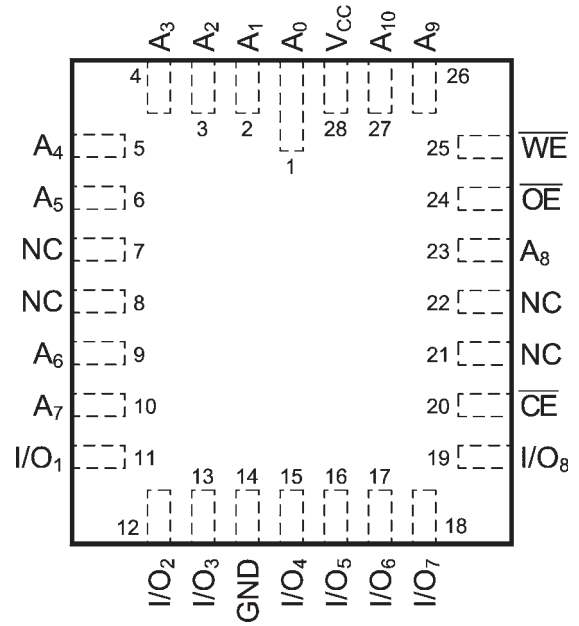 A3 A2 A1 A0 VCC A10 A9
4 3 2 1 28 27 26
A4 5 25 WE
A5 6 24 OE
NC 7 23 A8
NC 8 22 NC
A6 9 21 NC
A7 10 20 CE
I/O1 11 19 I/O8
12 13 14 15 16 17 18
I/O2 I/O3 GND I/O4 I/O5 I/O6 I/O7